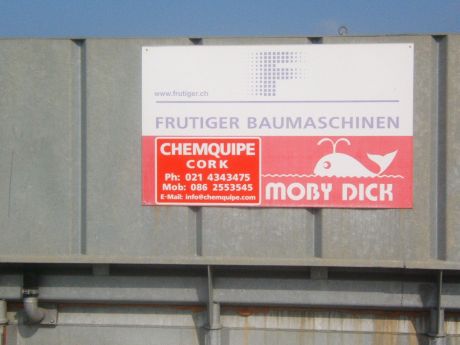 F
www.frutiger.ch
FRUTIGER BAUMASCHINEN
CHEMQUIPE
CORK
Ph: 021 4343475
Mob: 086 2553545
E-Mail: info@chemquipe.com
MOBY DICK